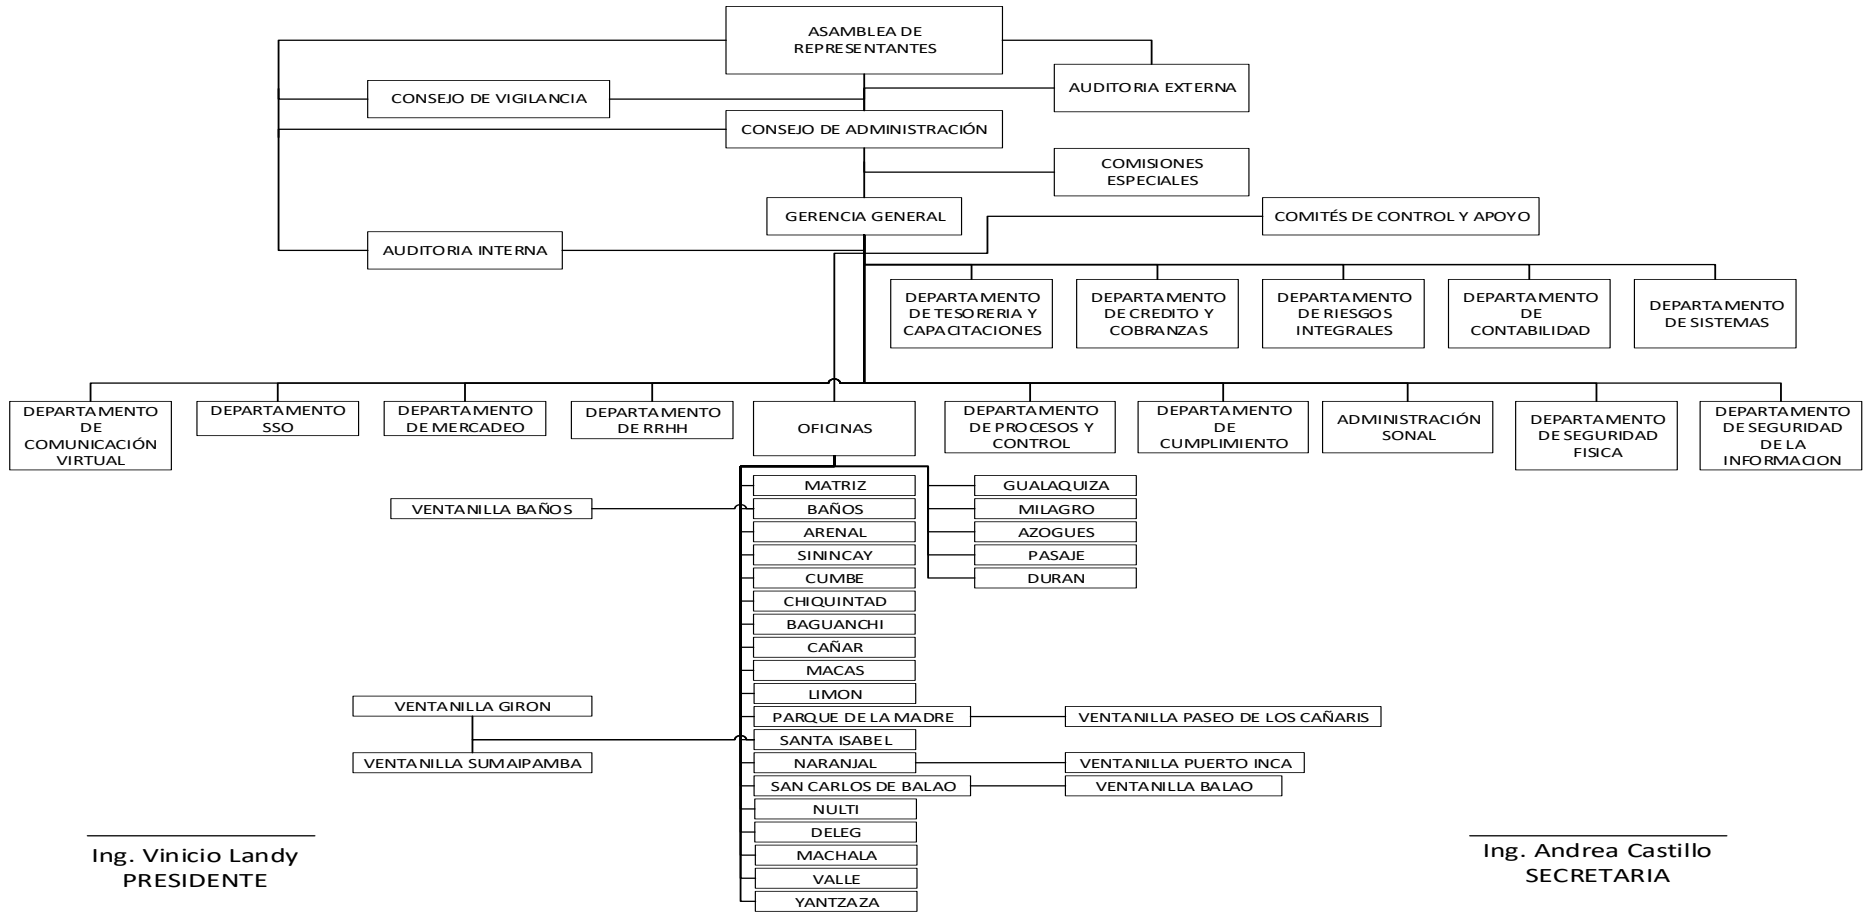 ASAMBLEA DE
REPRESENTANTES
AUDITORIA EXTERNA
CONSEJO DE VIGILANCIA
CONSEJO DE ADMINISTRACIÓN
COMISIONES
ESPECIALES
GERENCIA GENERAL
COMITÉS DE CONTROL Y APOYO
AUDITORIA INTERNA
DEPARTAMENTO
DE TESORERIA Y
CAPACITACIONES
DEPARTAMENTO
DE CREDITO Y
COBRANZAS
DEPARTAMENTO
DE RIESGOS
INTEGRALES
DEPARTAMENTO
DE
CONTABILIDAD
DEPARTAMENTO
DE SISTEMAS
DEPARTAMENTO
DE
COMUNICACIÓN
VIRTUAL
DEPARTAMENTO
SSO
DEPARTAMENTO
DE MERCADEO
DEPARTAMENTO
DE RRHH
OFICINAS
DEPARTAMENTO
DE PROCESOS Y
CONTROL
DEPARTAMENTO
DE
CUMPLIMIENTO
ADMINISTRACIÓN
SONAL
DEPARTAMENTO
DE SEGURIDAD
FISICA
DEPARTAMENTO
DE SEGURIDAD
DE LA
INFORMACION
MATRIZ
VENTANILLA BAÑOS
BAÑOS
ARENAL
SININCAY
CUMBE
CHIQUINTAD
BAGUANCHI
CAÑAR
MACAS
LIMON
PARQUE DE LA MADRE
VENTANILLA PASEO DE LOS CAÑARIS
VENTANILLA GIRON
VENTANILLA SUMAIPAMBA
SANTA ISABEL
NARANJAL
VENTANILLA PUERTO INCA
SAN CARLOS DE BALAO
VENTANILLA BALAO
NULTI
DELEG
MACHALA
VALLE
YANTZAZA
GUALAQUIZA
MILAGRO
AZOGUES
PASAJE
DURAN
Ing. Vinicio Landy
PRESIDENTE
Ing. Andrea Castillo
SECRETARIA